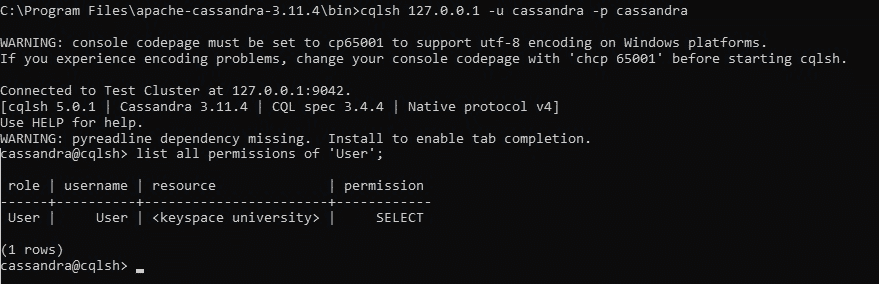 C:\Program Files\apache-cassandra-3.11.4\bin>cqlsh 127.0.0.1 -u cassandra -p cassandra
WARNING: console codepage must be set to cp65001 to support utf-8 encoding on Windows platforms.
If you experience encoding problems, change your console codepage with 'chcp 65001' before starting cqlsh.
Connected to Test Cluster at 127.0.0.1:9042.
[cqlsh 5.0.1 | Cassandra 3.11.4 | CQL spec 3.4.4 | Native protocol v4]
Use HELP for help.
WARNING: pyreadline dependency missing.  Install to enable tab completion.
cassandra@cqlsh> list all permissions of 'User';
 role | username | resource              | permission
------+----------+-----------------------+------------
 User |     User | <keyspace university> |     SELECT
(1 rows)
cassandra@cqlsh> _